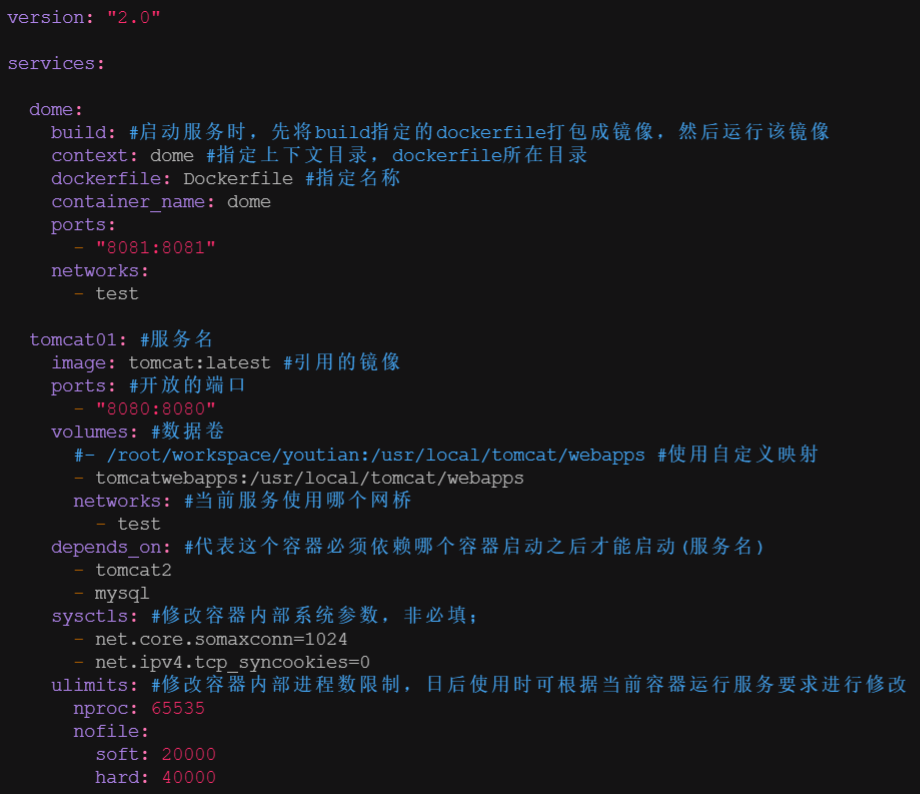 version: "2.0"
services:
dome:
build: #启动服务时，先将build指定的dockerfile打包成镜像，然后运行该镜像
context: dome #指定上下文目录，dockerfile所在目录
dockerfile: Dockerfile #指定名称
container_name: dome
ports:
- "8081:8081"
networks:
- test
tomcat01: #服务名
image: tomcat:latest #引用的镜像
ports: #开放的端口
- "8080:8080"
volumes: #数据卷
#- /root/workspace/youtian:/usr/local/tomcat/webapps #使用自定义映射
- tomcatwebapps:/usr/local/tomcat/webapps
networks: #当前服务使用哪个网桥
- test
depends_on: #代表这个容器必须依赖哪个容器启动之后才能启动(服务名)
- tomcat2
- mysql
sysctls: #修改容器内部系统参数，非必填；
- net.core.somaxconn=1024
- net.ipv4.tcp_syncookies=0
ulimits: #修改容器内部进程数限制，日后使用时可根据当前容器运行服务要求进行修改
nproc: 65535
nofile:
soft: 20000
hard: 40000